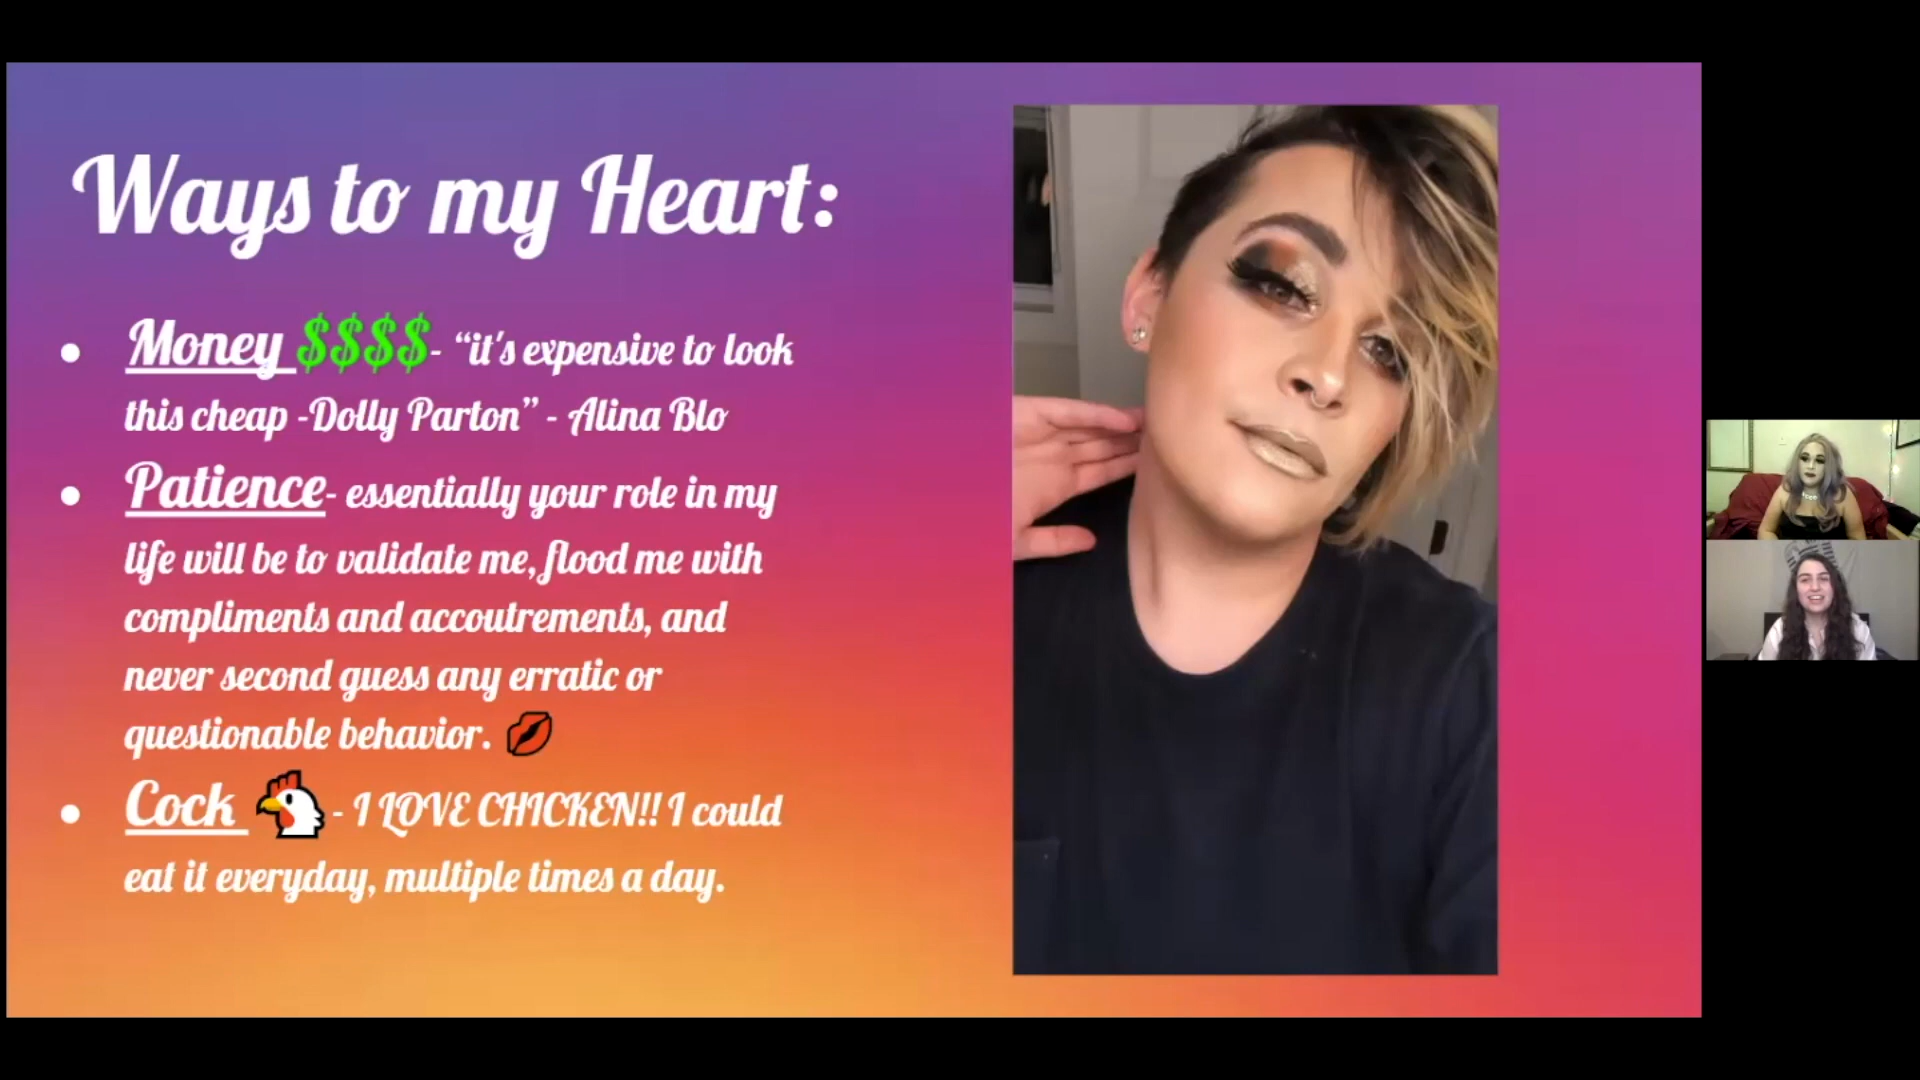 Ways to my Heart:
Money $$$$- “it's expensive to look
this cheap -Dolly Parton” - Alina Blo
Patience- essentially your role in my
life will be to validate me, flood me with
compliments and accoutrements, and
never second guess any erratic or
questionable behavior. 💋
Cock 🐔 - I LOVE CHICKEN!! I could
eat it everyday, multiple times a day.